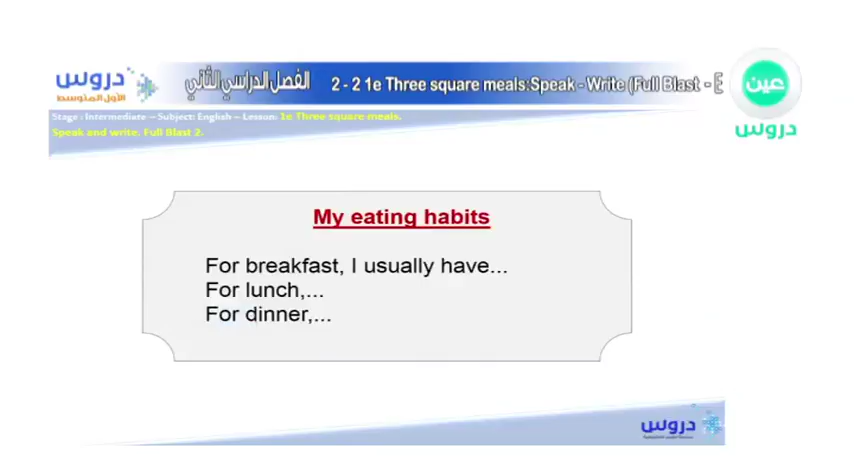 دروس
الأول المتوسط
الفصل الدراسي الثاني
2 - 2 1e Three square meals:Speak - Write (Full Blast - E
عين
دروس
Stage : Intermediate – Subject: English – Lesson: 1e Three square meals.
Speak and write. Full Blast 2.
My eating habits
For breakfast, I usually have...
For lunch,...
For dinner,...
دروس